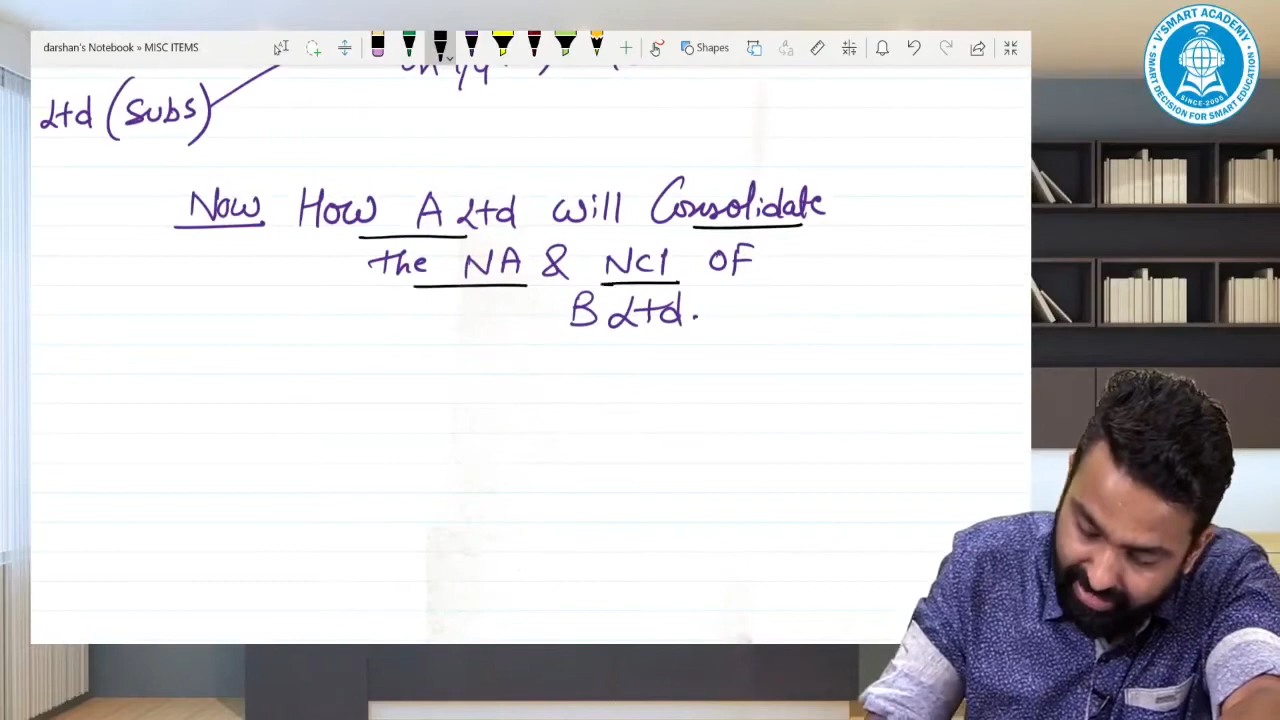 darshan's Notebook » MISC ITEMS
Shapes
Ltd (Subs)
Now How A Ltd will Consolidate
the NA & NCI OF
B Ltd.
V'SMART ACADEMY
SINCE-2005
SMART DECISION FOR SMART EDUCATION